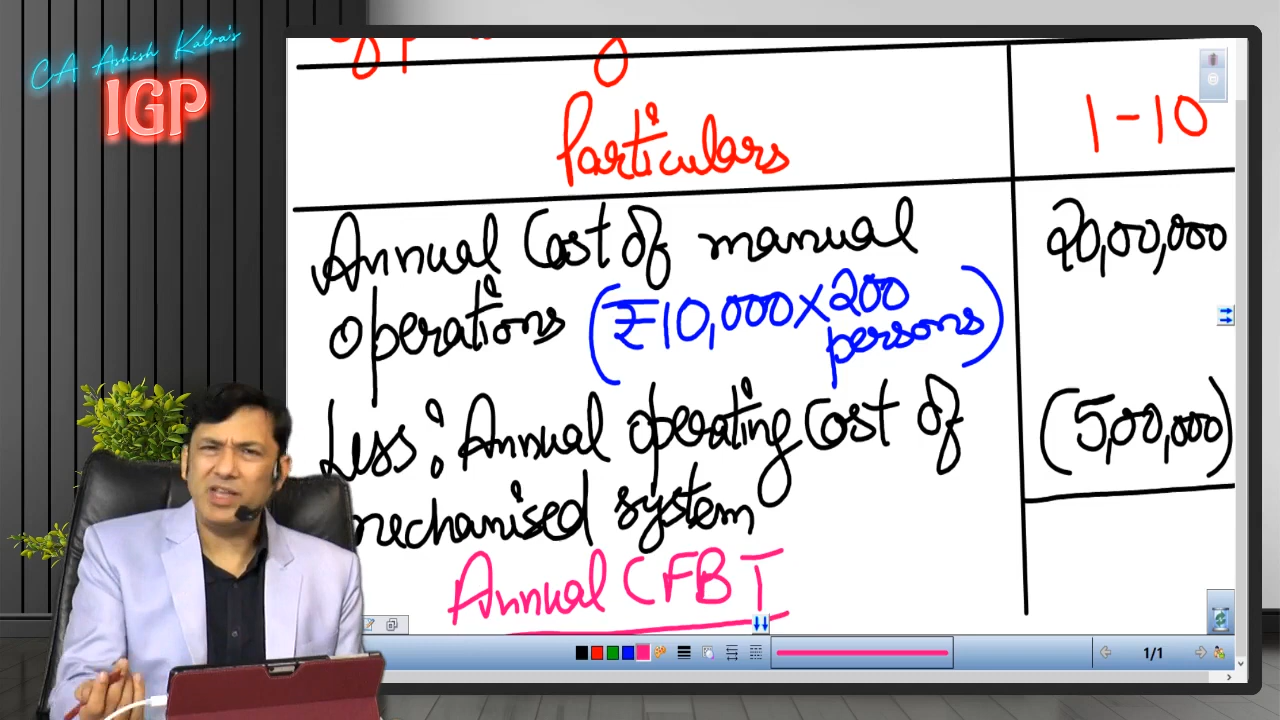 CA Ashish Kalra's
IGP
Particulars
1-10
Annual Cost of manual
20,00,000
operations (₹10,000×200
persons)
Less: Annual operating Cost of
(5,00,000)
mechanised system
Annual CFBT
1/1